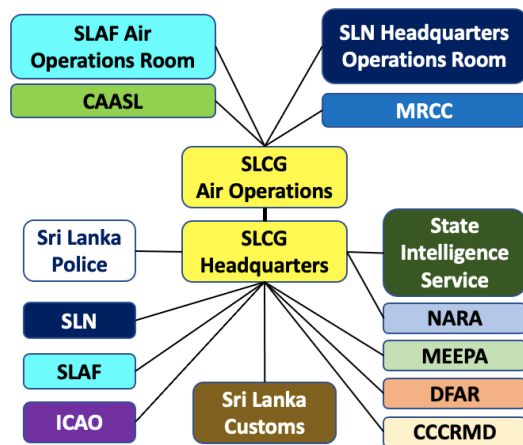 SLAF Air
Operations Room
SLN Headquarters
Operations Room
CAASL
MRCC
SLCG
Air Operations
Sri Lanka
Police
SLCG
Headquarters
State
Intelligence
Service
SLN
NARA
SLAF
MEEPA
ICAO
Sri Lanka
Customs
DFAR
CCCRMD